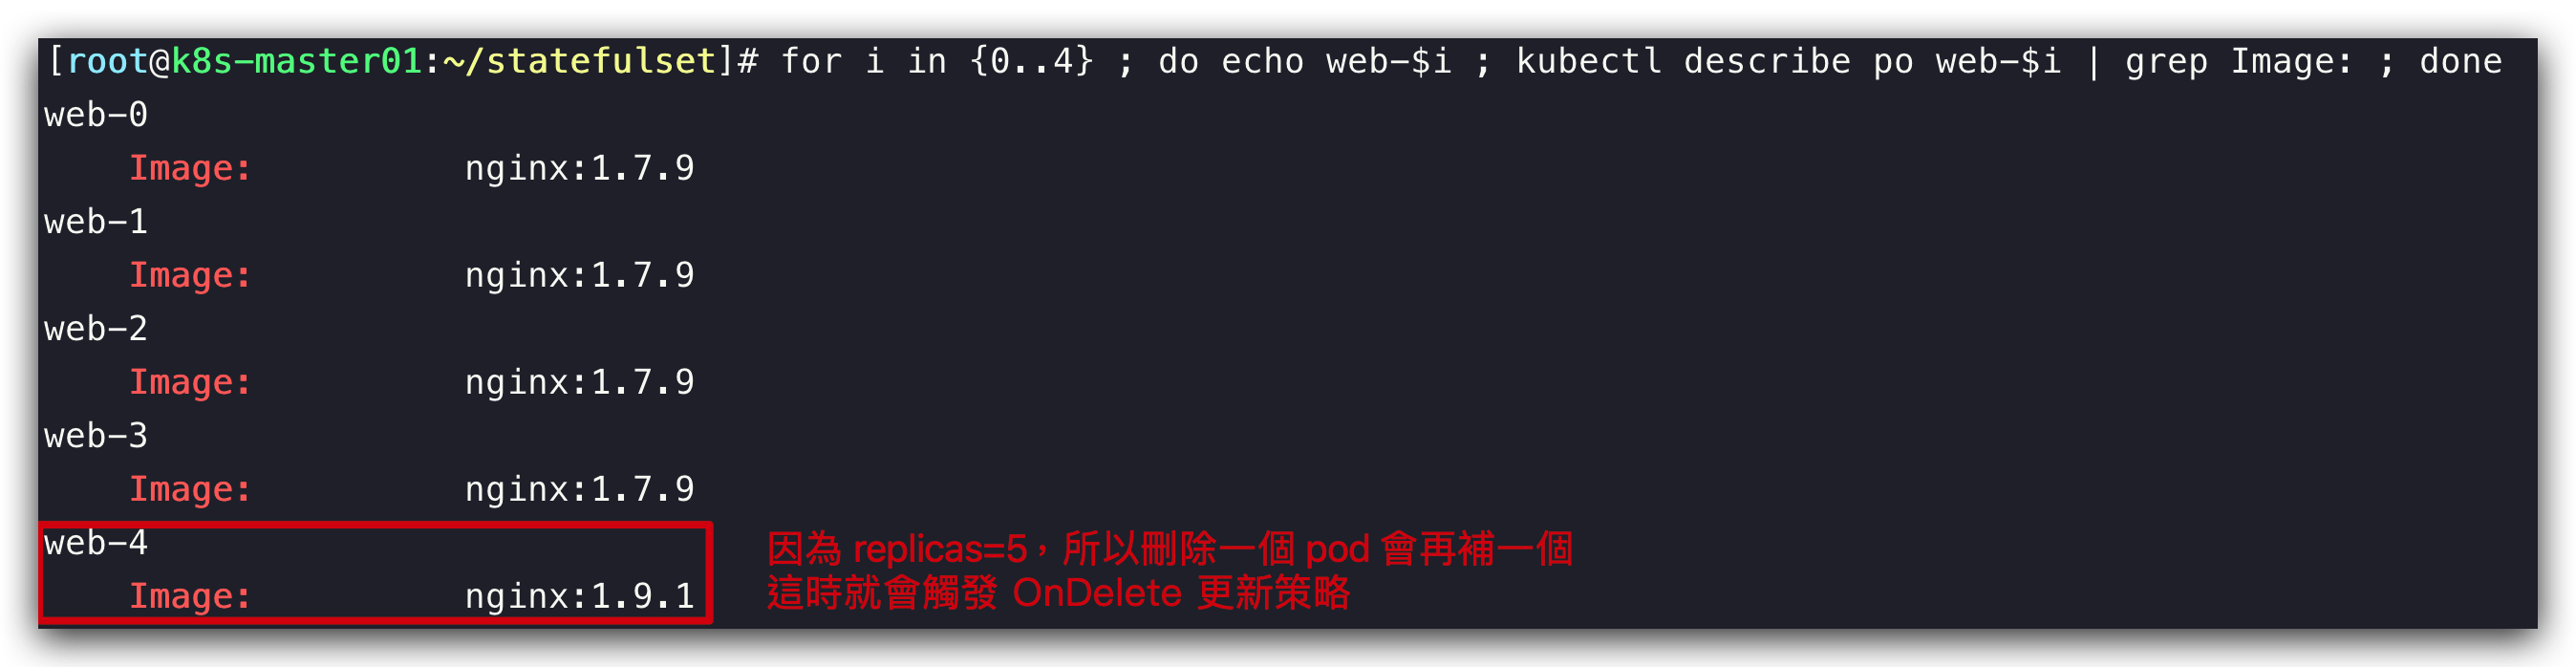 [root@k8s-master01:~/statefulset]# for i in {0..4} ; do echo web-$i ; kubectl describe po web-$i | grep Image: ; done
web-0
    Image:          nginx:1.7.9
web-1
    Image:          nginx:1.7.9
web-2
    Image:          nginx:1.7.9
web-3
    Image:          nginx:1.7.9
web-4
    Image:          nginx:1.9.1
因為 replicas=5，所以刪除一個 pod 會再補一個
這時就會觸發 OnDelete 更新策略